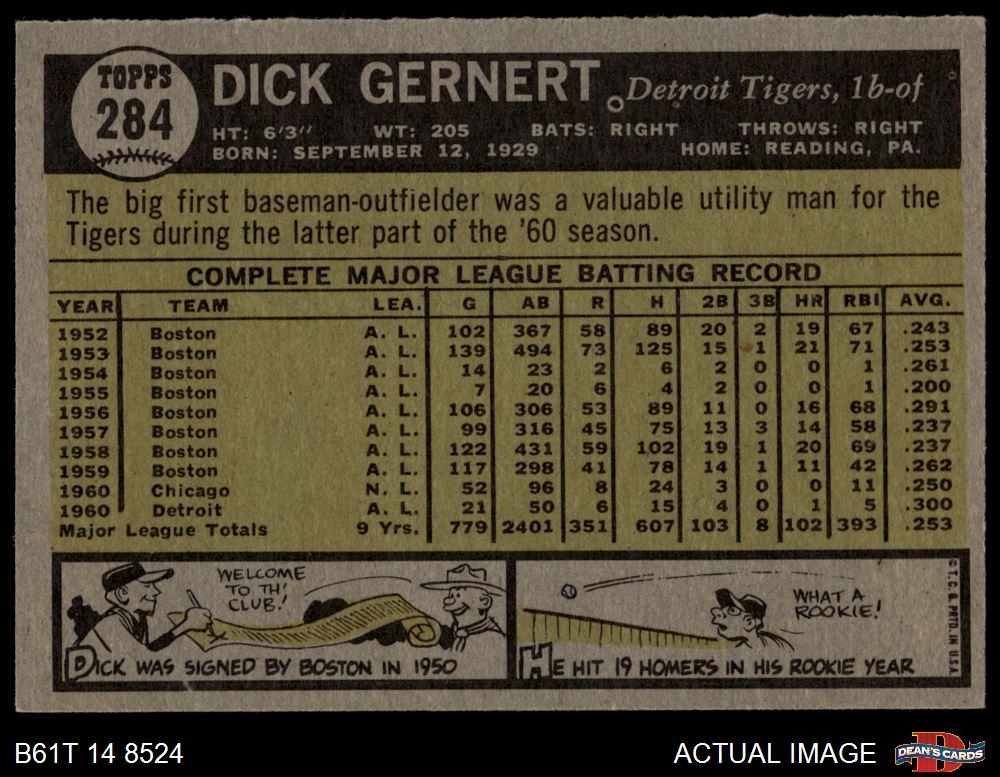 TOPPS
284
DICK GERNERT
Detroit Tigers, 1b-of
HT: 6'3" WT: 205 BATS: RIGHT THROWS: RIGHT
BORN: SEPTEMBER 12, 1929 HOME: READING, PA.
The big first baseman-outfielder was a valuable utility man for the
Tigers during the latter part of the '60 season.
COMPLETE MAJOR LEAGUE BATTING RECORD
YEAR TEAM LEA. G AB R H 2B 3B HR RBI AVG.
1952 Boston A. L. 102 367 58 89 20 2 19 67 .243
1953 Boston A. L. 139 494 73 125 15 1 21 71 .253
1954 Boston A. L. 14 23 2 6 2 0 0 1 .261
1955 Boston A. L. 7 20 6 4 2 0 0 1 .200
1956 Boston A. L. 106 306 53 89 11 0 16 68 .291
1957 Boston A. L. 99 316 45 75 13 3 14 58 .237
1958 Boston A. L. 122 431 59 102 19 1 20 69 .237
1959 Boston A. L. 117 298 41 78 14 1 11 42 .262
1960 Chicago N. L. 52 96 8 24 3 0 0 11 .250
1960 Detroit A. L. 21 50 6 15 4 0 1 5 .300
Major League Totals 9 Yrs. 779 2401 351 607 103 8 102 393 .253
WELCOME
TO TH'
CLUB!
DICK WAS SIGNED BY BOSTON IN 1950
WHAT A
ROOKIE!
HE HIT 19 HOMERS IN HIS ROOKIE YEAR
© T. C. G. PRTD. IN U.S.A.
B61T 14 8524
ACTUAL IMAGE
DEAN'S CARDS